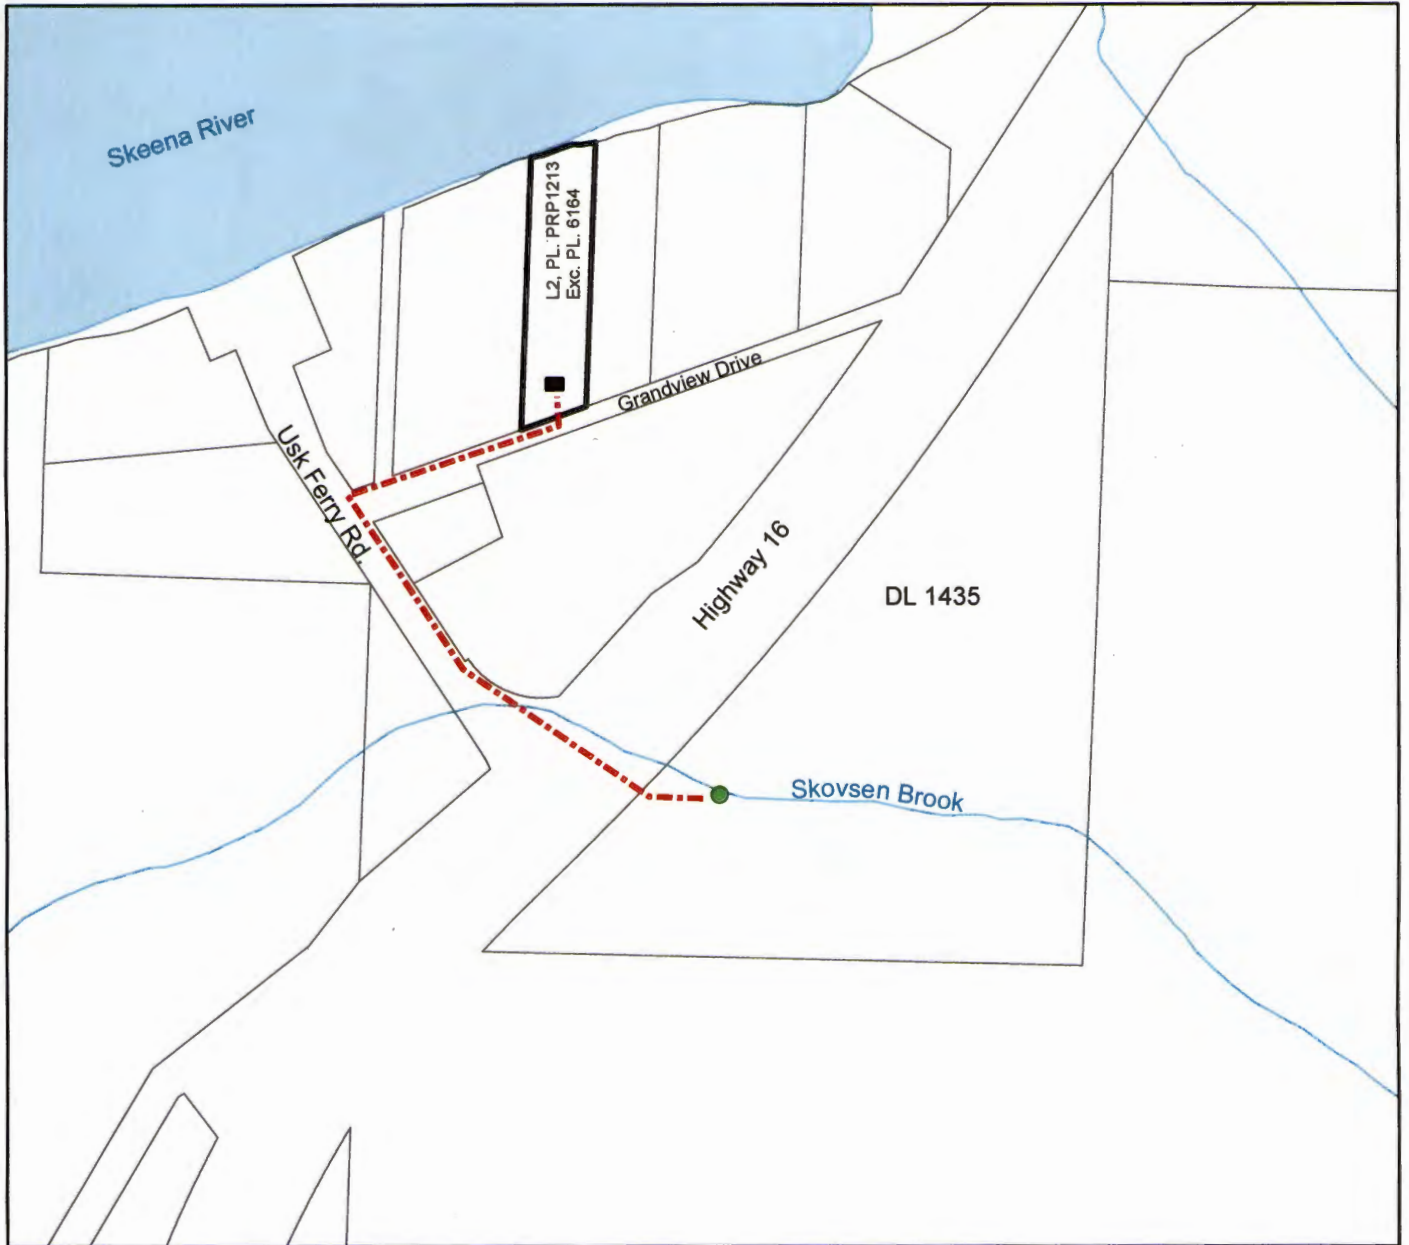 Skeena River
L2, PL. PRP1213
Exc. PL. 6164
Grandview Drive
Usk Ferry Rd.
Highway 16
DL 1435
Skovsen Brook